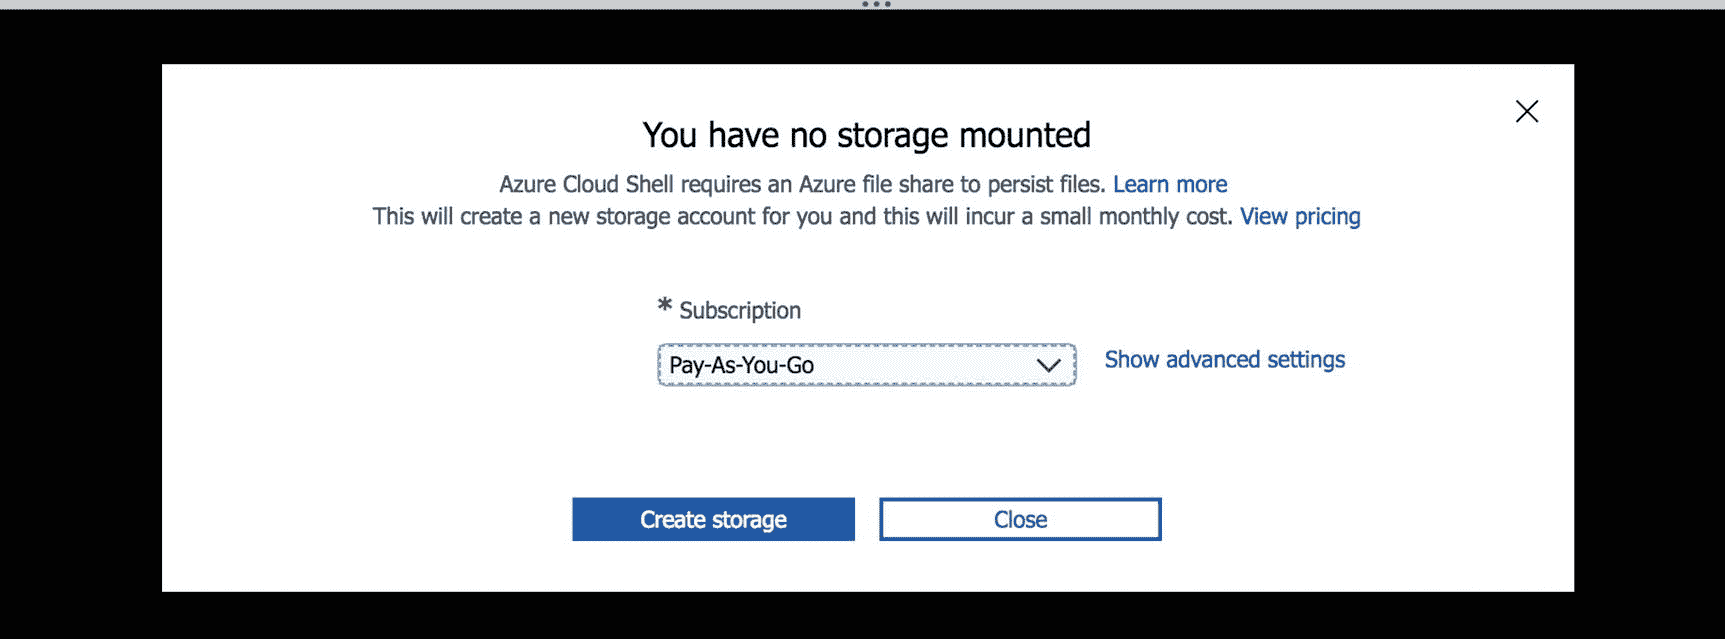 You have no storage mounted
Azure Cloud Shell requires an Azure file share to persist files. Learn more
This will create a new storage account for you and this will incur a small monthly cost. View pricing
* Subscription
Pay-As-You-Go
Show advanced settings
Create storage
Close